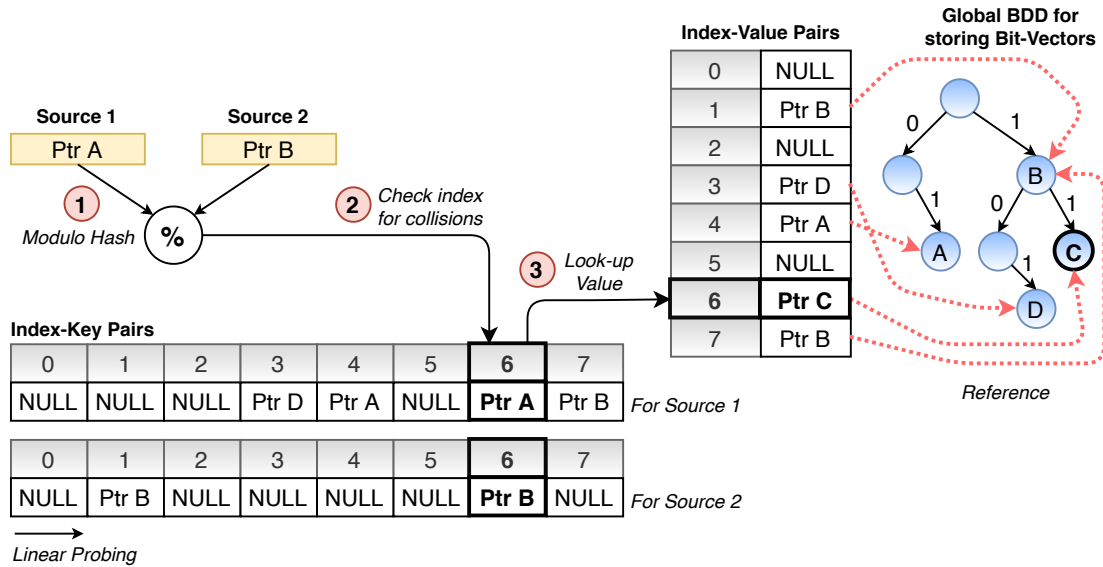 Index-Value Pairs
Global BDD for
storing Bit-Vectors
0 NULL
1 Ptr B
2 NULL
3 Ptr D
4 Ptr A
5 NULL
6 Ptr C
7 Ptr B
0
1
B
1
0
1
A
C
1
D
Reference
Source 1
Source 2
Ptr A
Ptr B
1
Modulo Hash
%
2
Check index
for collisions
3
Look-up
Value
Index-Key Pairs
0 1 2 3 4 5 6 7
NULL NULL NULL Ptr D Ptr A NULL Ptr A Ptr B
For Source 1
0 1 2 3 4 5 6 7
NULL Ptr B NULL NULL NULL NULL Ptr B NULL
For Source 2
Linear Probing